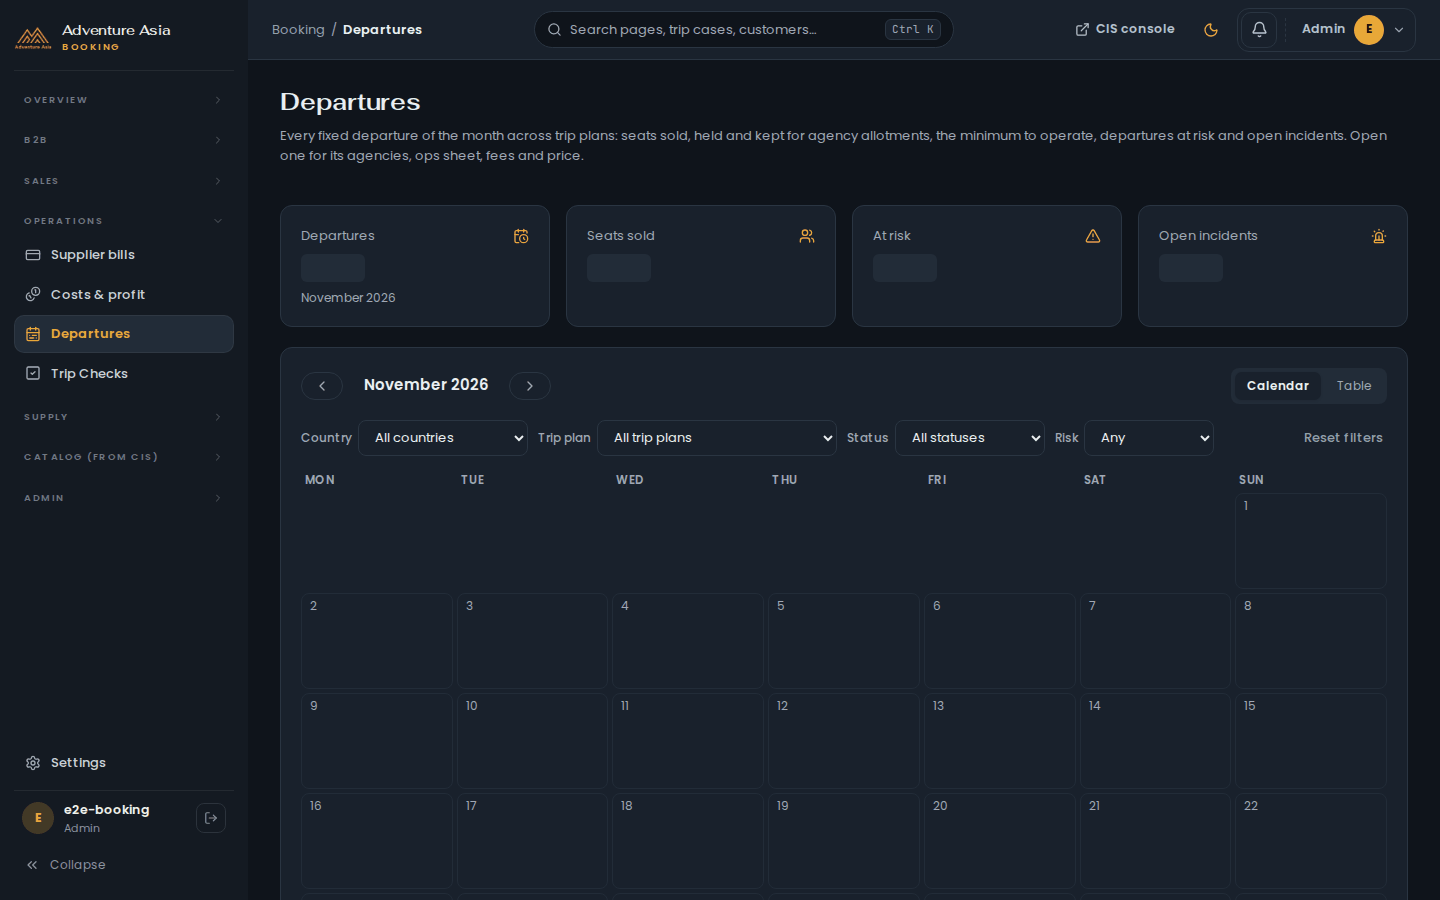 Adventure Asia
Adventure Asia
BOOKING
OVERVIEW
B2B
SALES
OPERATIONS
Supplier bills
Costs & profit
Departures
Trip Checks
SUPPLY
CATALOG (FROM CIS)
ADMIN
Settings
E
e2e-booking
Admin
Collapse
Booking / Departures
Search pages, trip cases, customers...
Ctrl K
CIS console
Admin
E
Departures
Every fixed departure of the month across trip plans: seats sold, held and kept for agency allotments, the minimum to operate, departures at risk and open incidents. Open
one for its agencies, ops sheet, fees and price.
Departures
November 2026
Seats sold
At risk
Open incidents
November 2026
Calendar
Table
Country All countries Trip plan All trip plans Status All statuses Risk Any Reset filters
MON TUE WED THU FRI SAT SUN
1
2 3 4 5 6 7 8
9 10 11 12 13 14 15
16 17 18 19 20 21 22